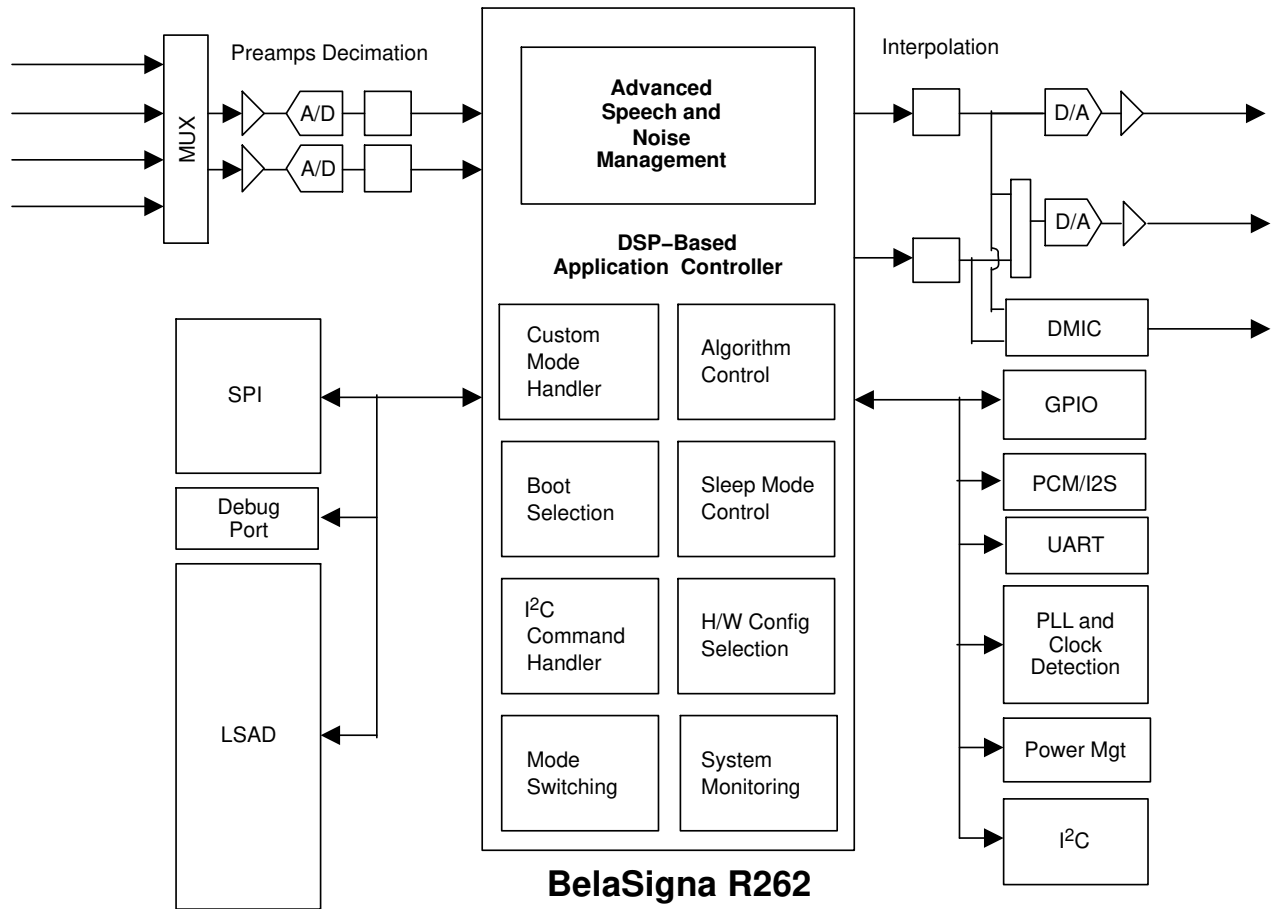 Preamps Decimation
Interpolation
MUX
A/D
A/D
Advanced
Speech and
Noise
Management
DSP–Based
Application Controller
D/A
D/A
DMIC
SPI
Debug
Port
LSAD
Custom
Mode
Handler
Algorithm
Control
Boot
Selection
Sleep Mode
Control
I²C
Command
Handler
H/W Config
Selection
Mode
Switching
System
Monitoring
GPIO
PCM/I2S
UART
PLL and
Clock
Detection
Power Mgt
I²C
BelaSigna R262